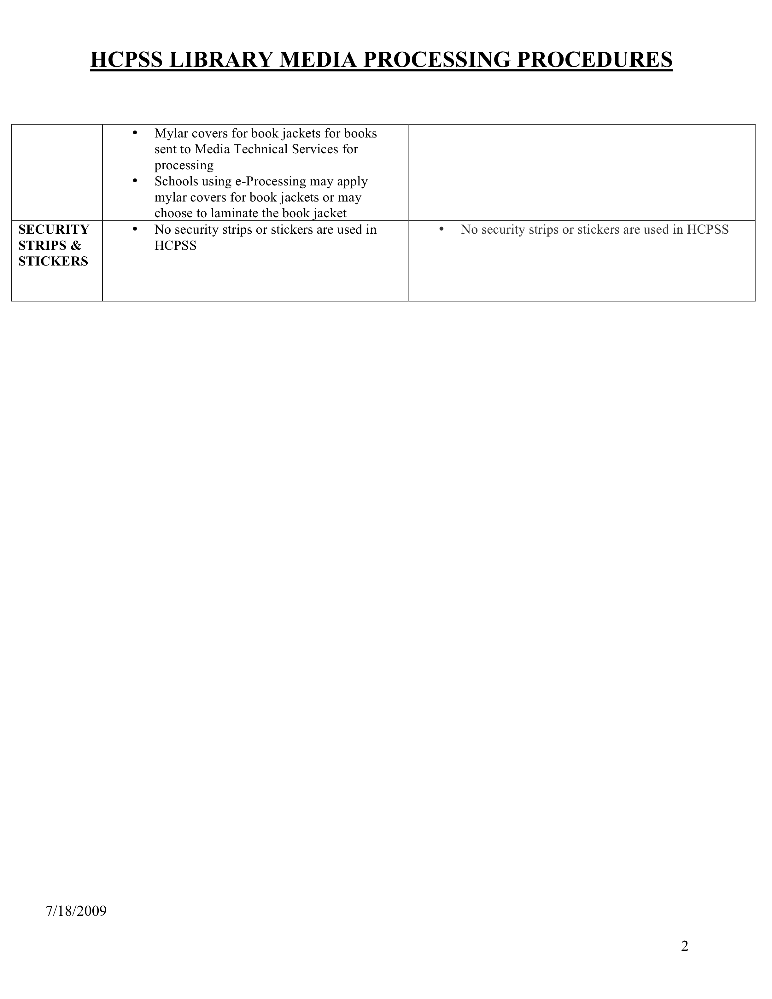 HCPSS LIBRARY MEDIA PROCESSING PROCEDURES
• Mylar covers for book jackets for books
sent to Media Technical Services for
processing
• Schools using e-Processing may apply
mylar covers for book jackets or may
choose to laminate the book jacket
SECURITY
STRIPS &
STICKERS
• No security strips or stickers are used in
HCPSS
• No security strips or stickers are used in HCPSS
7/18/2009
2